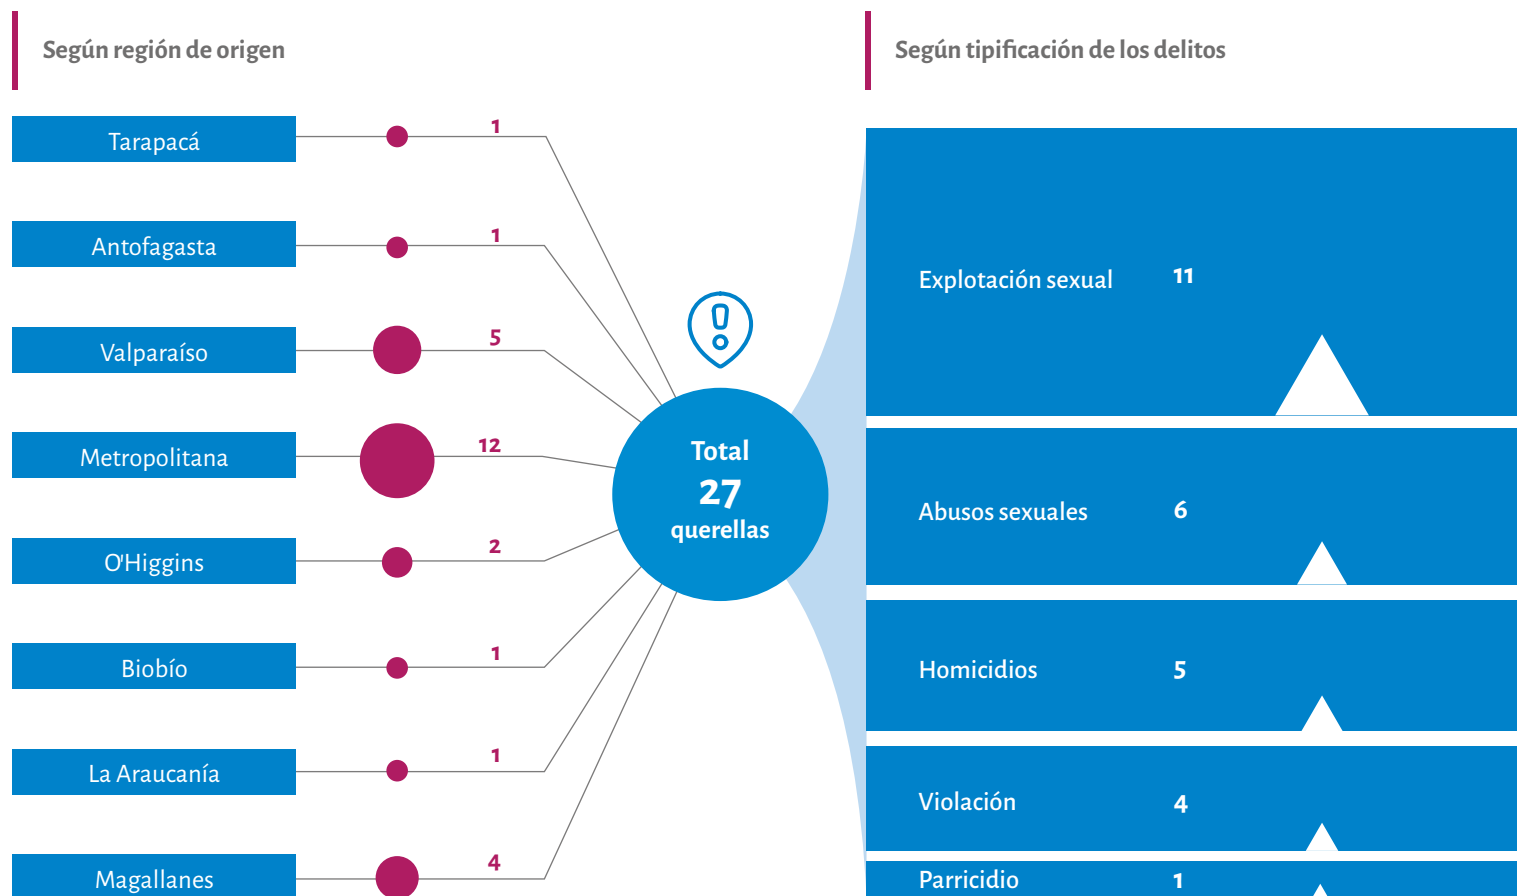 Según región de origen
Tarapacá
1
Antofagasta
1
Valparaíso
5
Metropolitana
12
O'Higgins
2
Biobío
1
La Araucanía
1
Magallanes
4
Total
27
querellas
Según tipificación de los delitos
Explotación sexual 11
Abusos sexuales 6
Homicidios 5
Violación 4
Parricidio 1